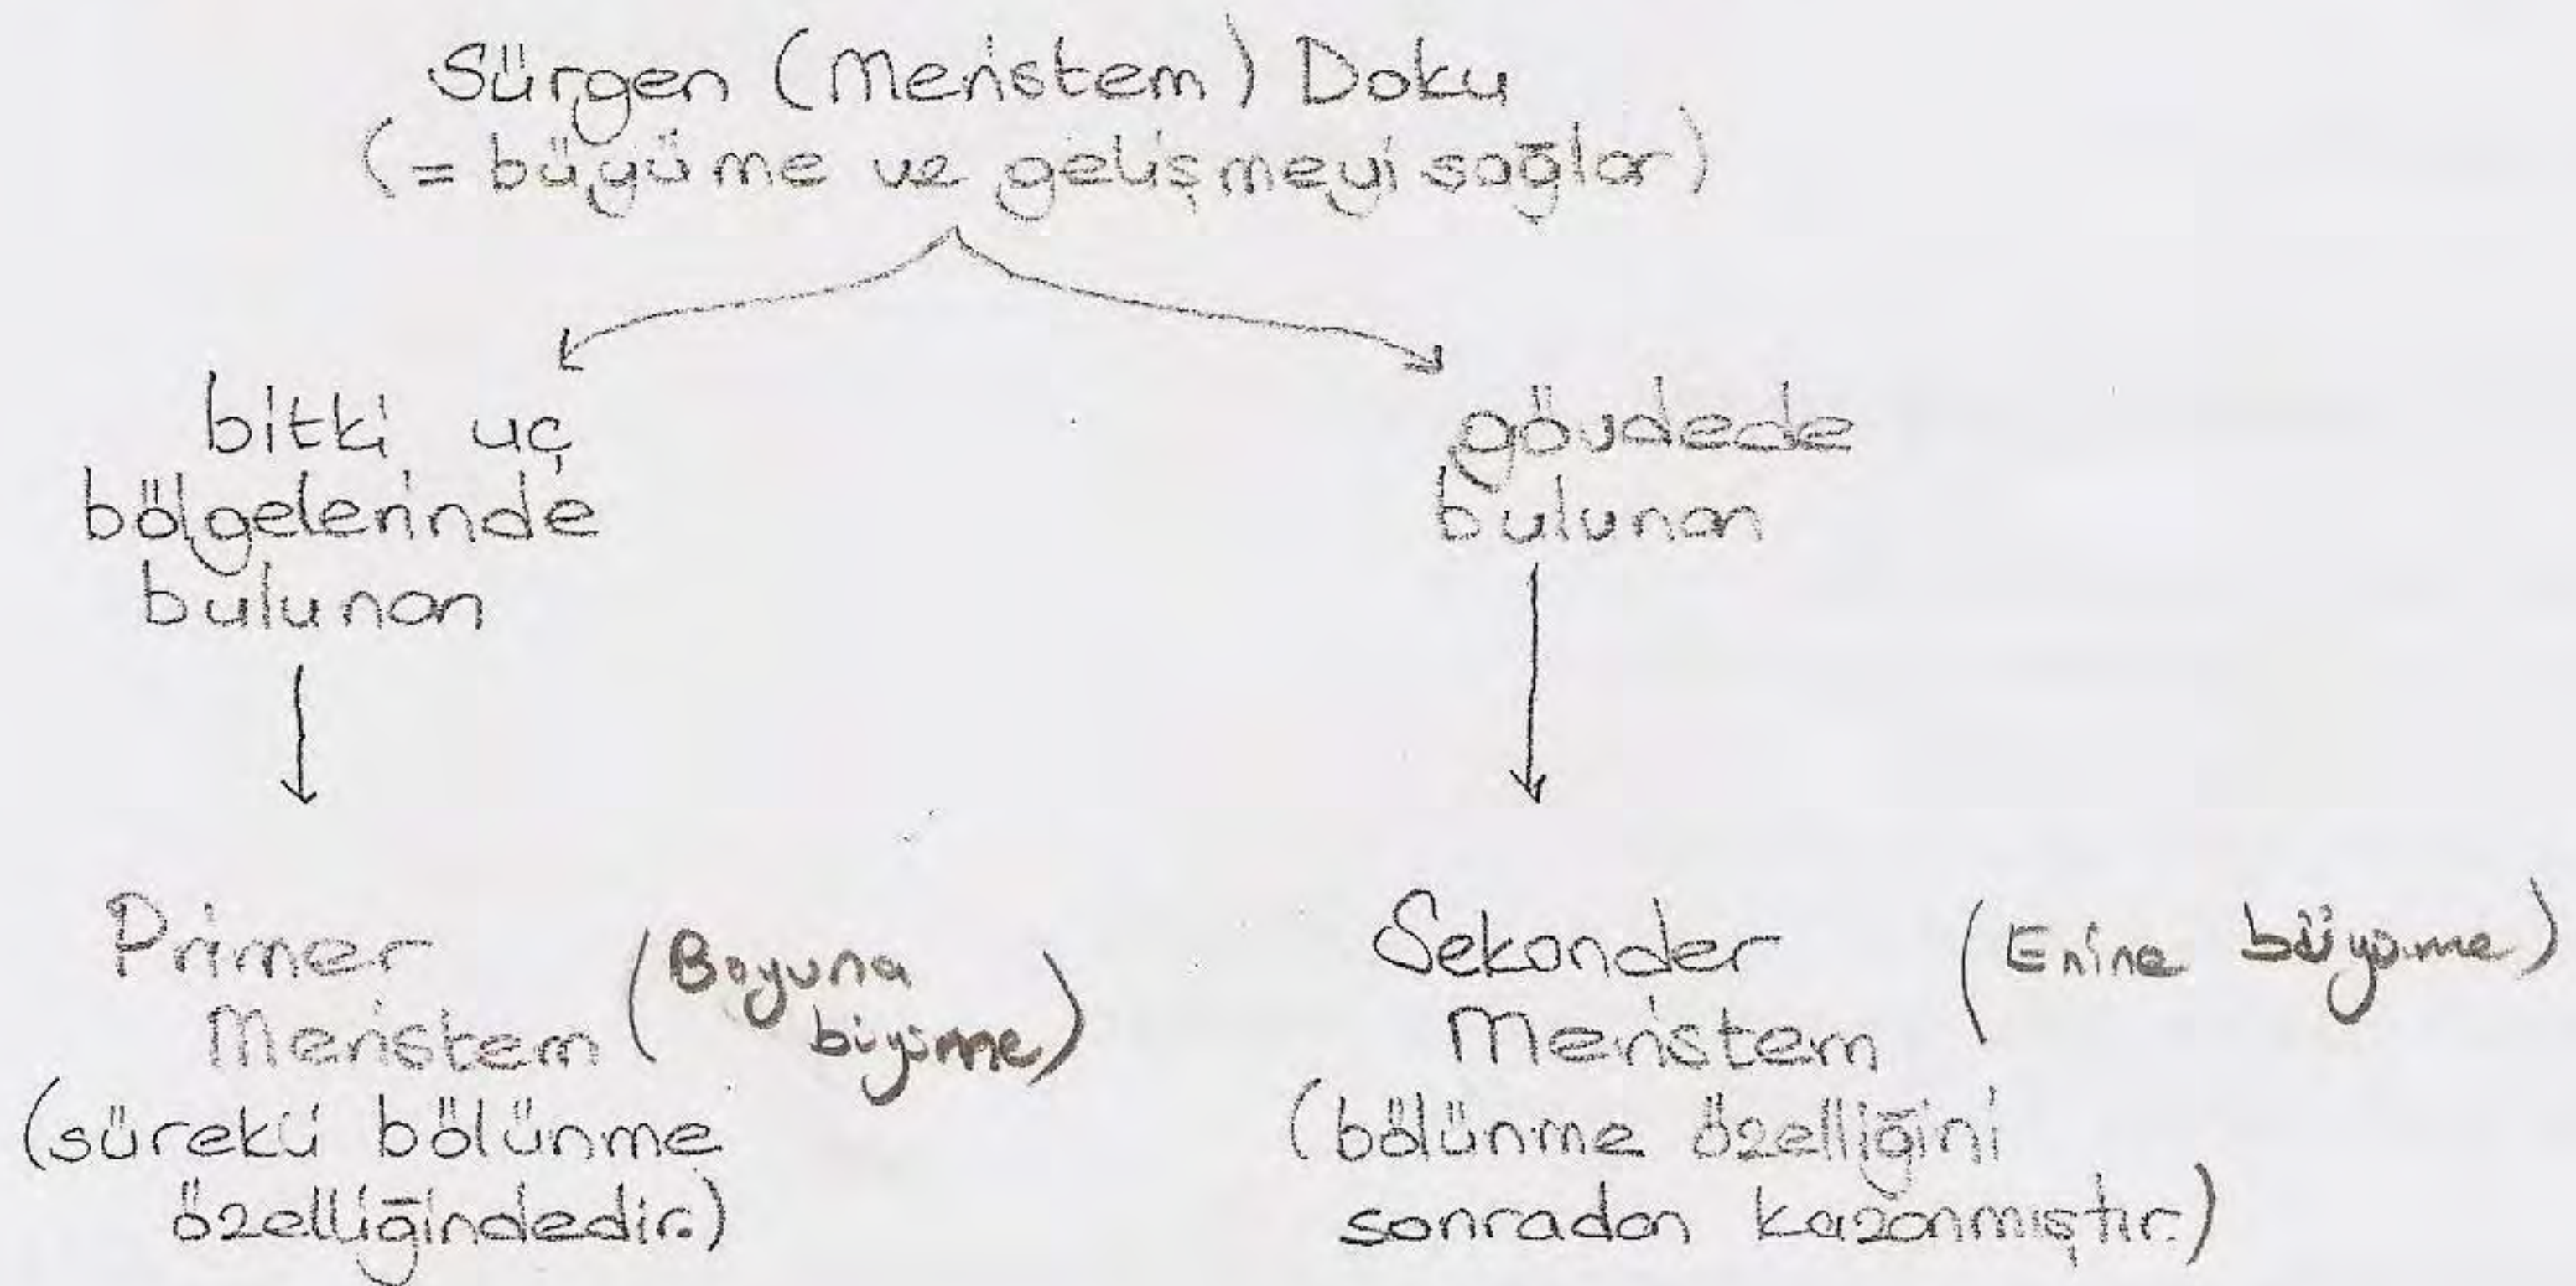 Sürgen (Meristem) Doku
(= büyüme ve gelişmeyi sağlar)
bitki uç
bölgelerinde
bulunan
gövdede
bulunan
Primer
Meristem
(Boyuna
büyüme)
(sürekli bölünme
özelliğindedir.)
Sekonder
Meristem
(Enine büyüme)
(bölünme özelliğini
sonradan kazanmıştır.)